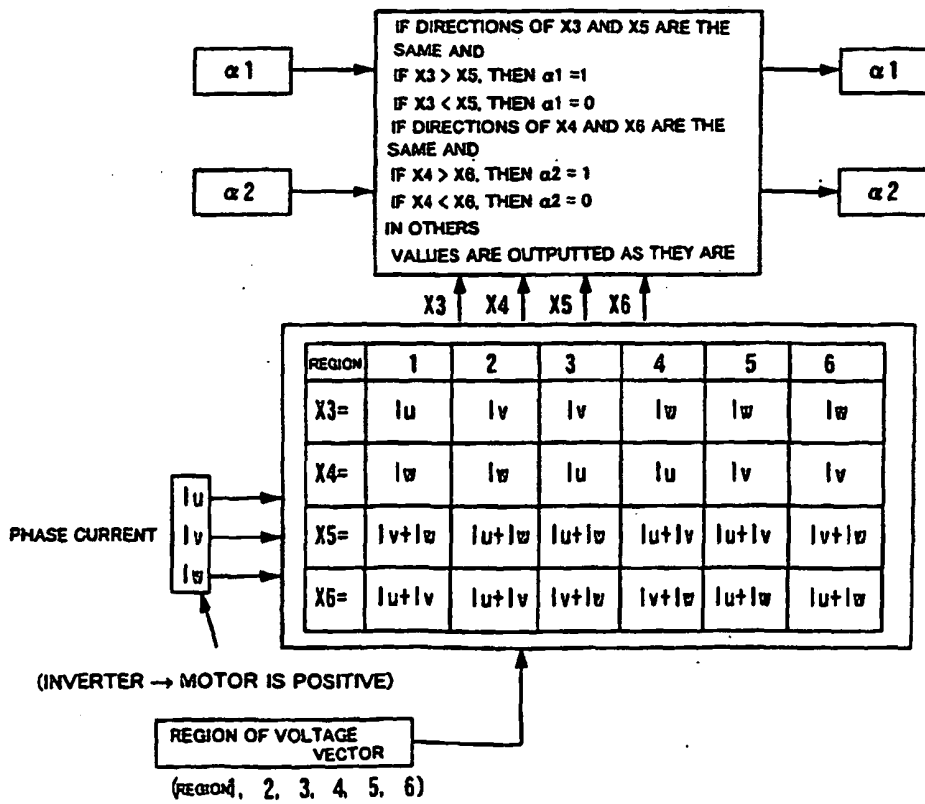 IF DIRECTIONS OF X3 AND X5 ARE THE
SAME AND
IF X3 > X5, THEN α1 =1
IF X3 < X5, THEN α1 = 0
IF DIRECTIONS OF X4 AND X6 ARE THE
SAME AND
IF X4 > X6, THEN α2 = 1
IF X4 < X6, THEN α2 = 0
IN OTHERS
VALUES ARE OUTPUTTED AS THEY ARE
α1
α1
α2
α2
X3 X4 X5 X6
REGION 1 2 3 4 5 6
X3= Iu Iv Iv Iw Iw Iw
X4= Iw Iw Iu Iu Iv Iv
X5= Iv+Iw Iu+Iw Iu+Iw Iu+Iv Iu+Iv Iv+Iw
X6= Iu+Iv Iu+Iv Iv+Iw Iv+Iw Iu+Iw Iu+Iw
PHASE CURRENT
Iu
Iv
Iw
(INVERTER → MOTOR IS POSITIVE)
REGION OF VOLTAGE
VECTOR
(REGION1, 2, 3, 4, 5, 6)